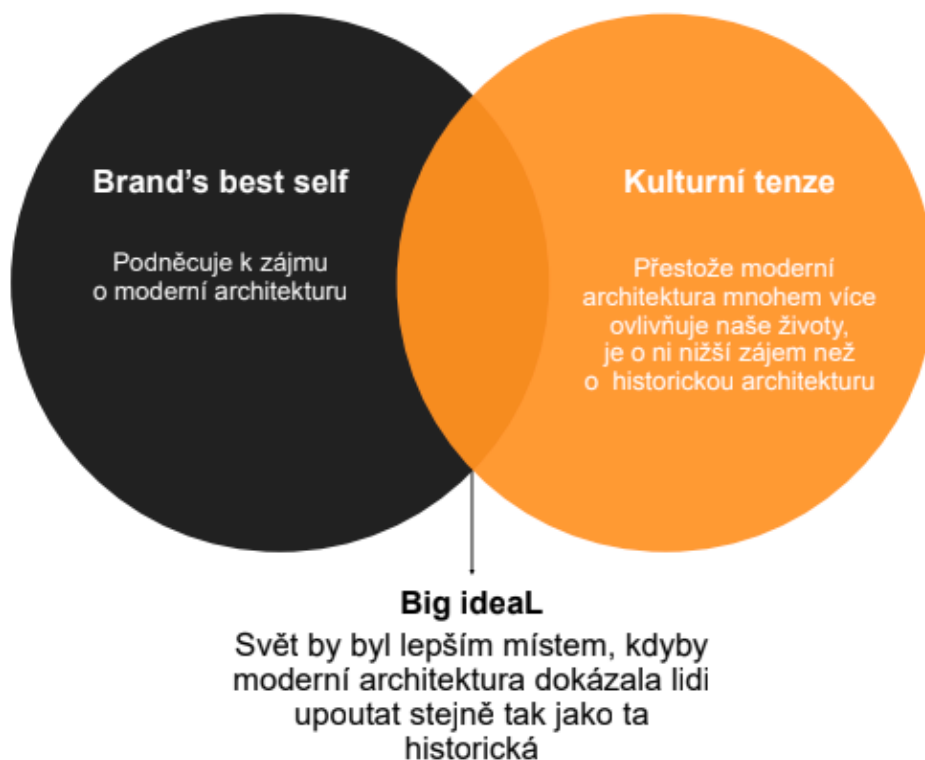 Brand’s best self
Podněcuje k zájmu
o moderní architekturu
Kulturní tenze
Přestože moderní
architektura mnohem více
ovlivňuje naše životy,
je o ni nižší zájem než
o  historickou architekturu
Big ideaL
Svět by byl lepším místem, kdyby
moderní architektura dokázala lidi
upoutat stejně tak jako ta
historická